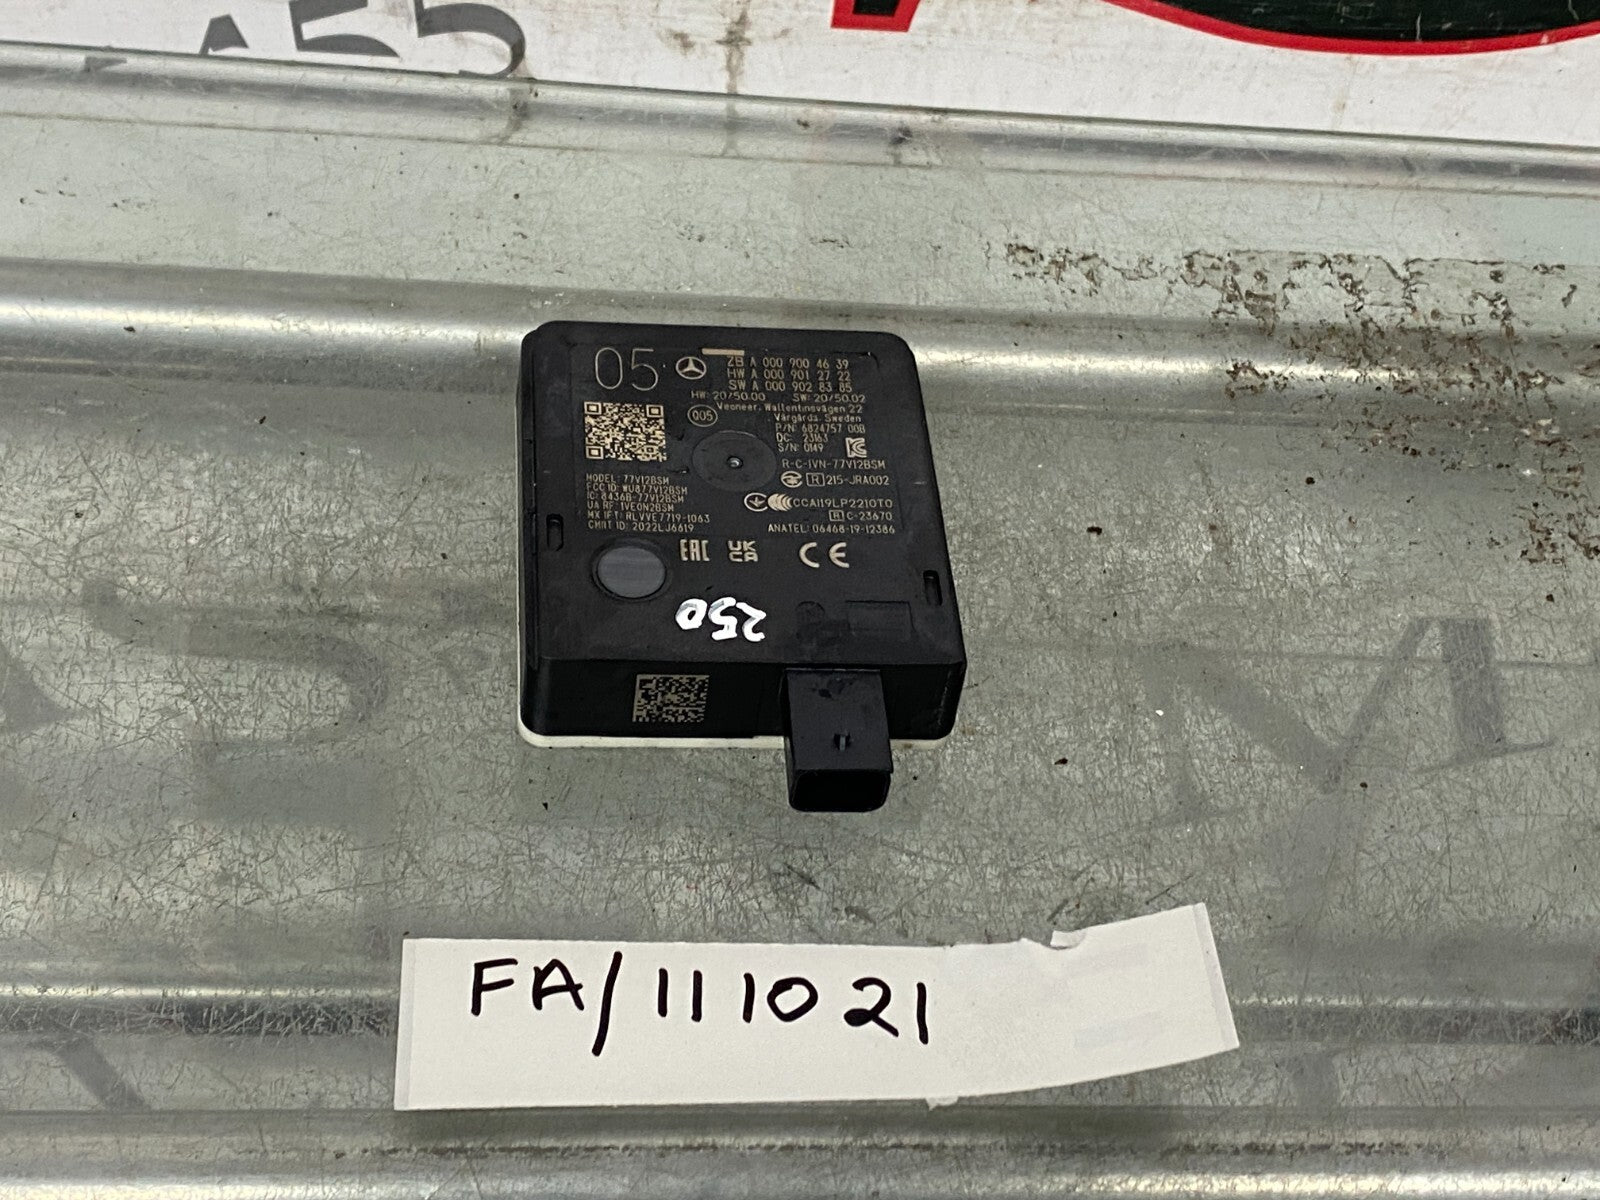 05
ZB A 000 900 46 39
HW A 000 901 27 22
SW A 000 902 83 85
HW: 20/50.00 SW: 20/50.02
Q05
Veoneer, Wallentinsvägen 22
Vårgårda, Sweden
P/N: 6824757 00B
DC: 23163
S/N: 0149
R-C-1VN-77V12BSM
R 215-JRA002
CCAI19LP2210T0
R C-23670
ANATEL: 06468-19-12386
MODEL: 77V12BSM
FCC ID: WU877V12BSM
IC: 8436B-77V12BSM
UA RF: 1VEON2BSM
MX IFT: RLVVE7719-1063
CMIIT ID: 2022LJ6619
EAC UK CA CE
250
FA/111021